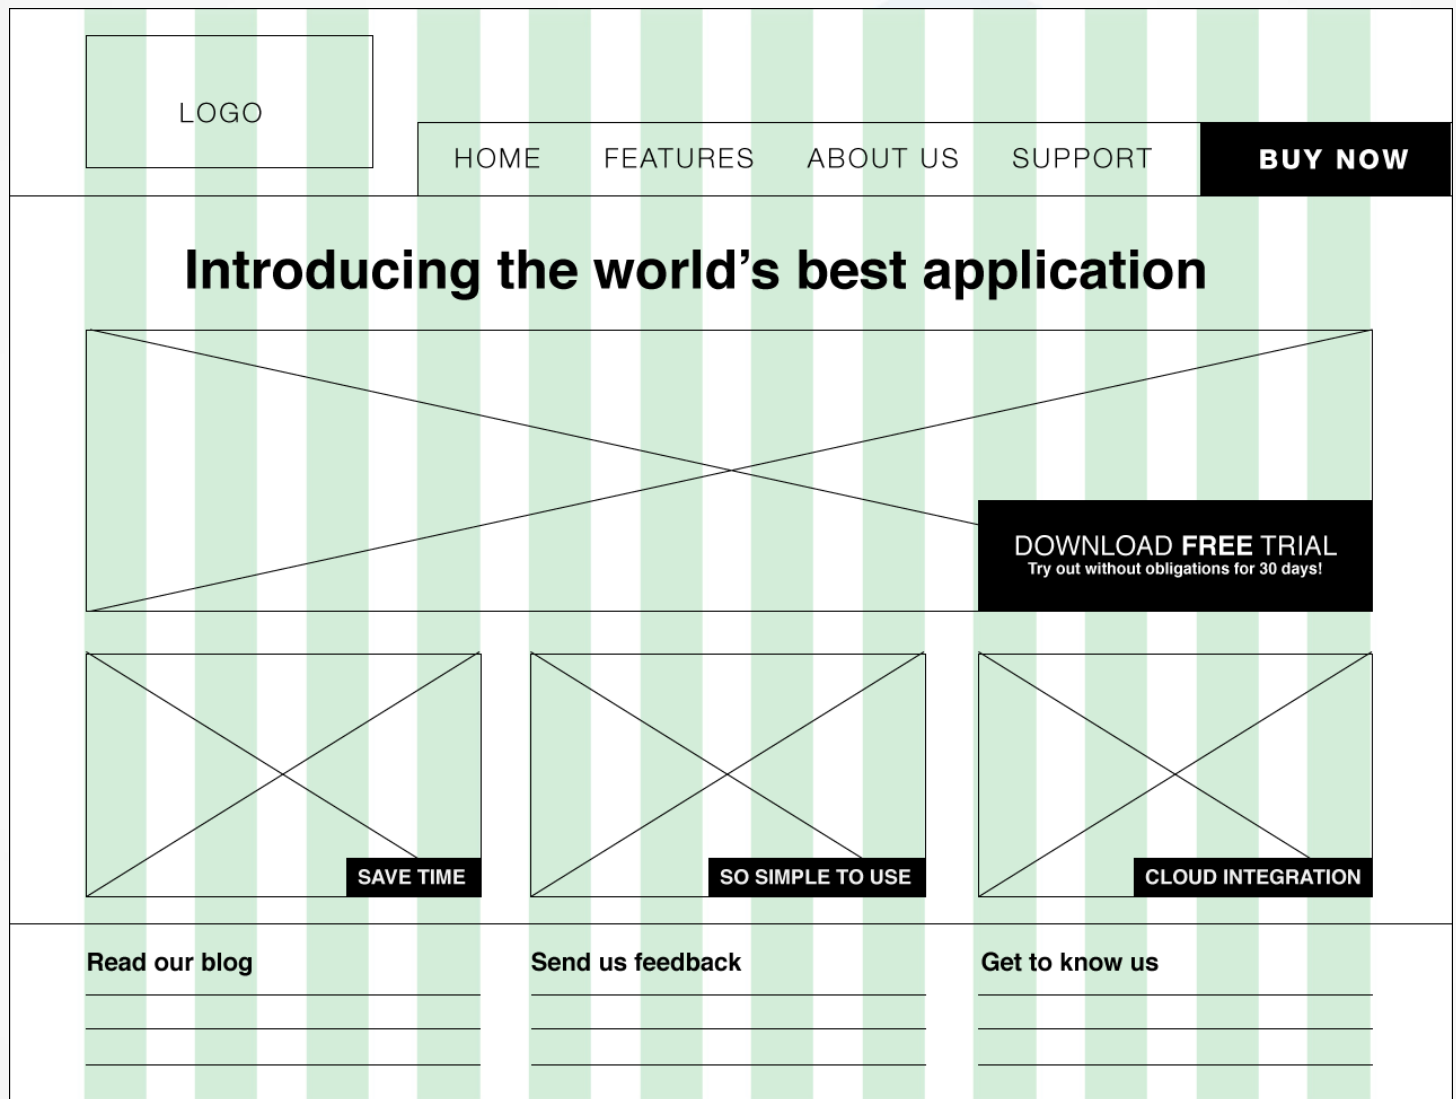 LOGO
HOME FEATURES ABOUT US SUPPORT BUY NOW
Introducing the world’s best application
DOWNLOAD FREE TRIAL
Try out without obligations for 30 days!
SAVE TIME
SO SIMPLE TO USE
CLOUD INTEGRATION
Read our blog
Send us feedback
Get to know us